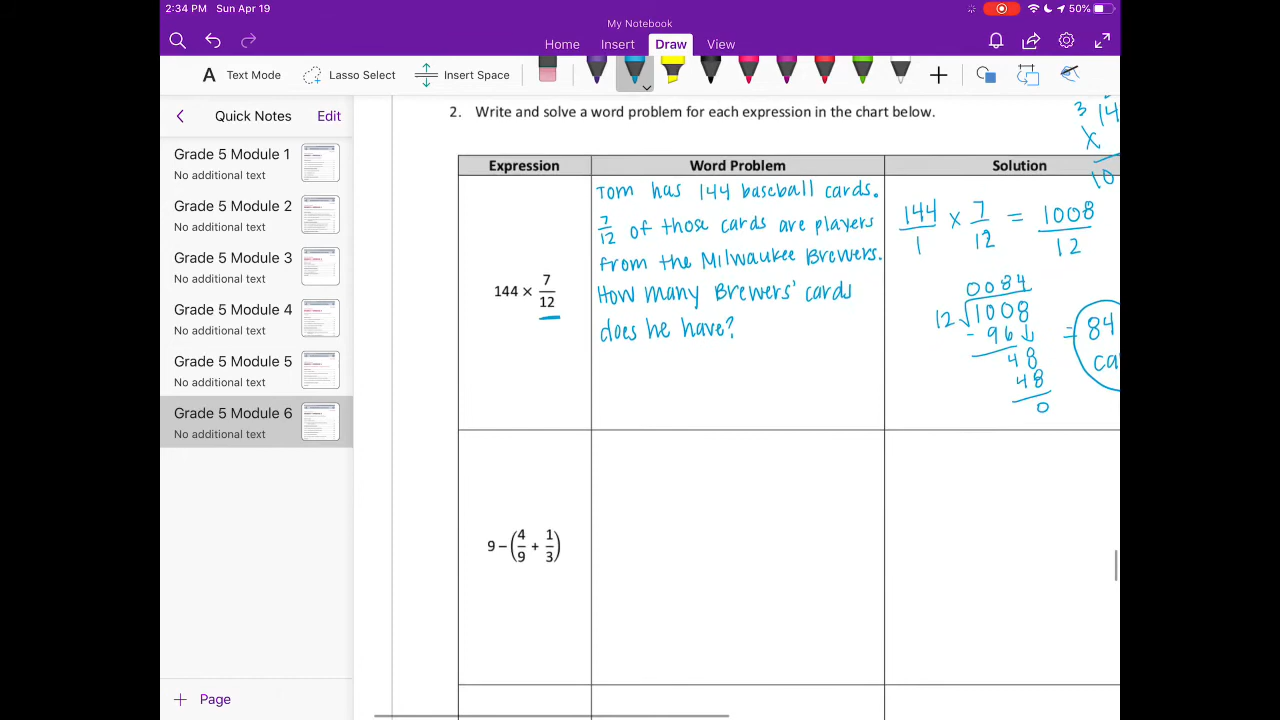 2:34 PM Sun Apr 19
50%
My Notebook
Home Insert Draw View
A Text Mode Lasso Select Insert Space
Quick Notes Edit
Grade 5 Module 1
No additional text
Grade 5 Module 2
No additional text
Grade 5 Module 3
No additional text
Grade 5 Module 4
No additional text
Grade 5 Module 5
No additional text
Grade 5 Module 6
No additional text
+ Page
2. Write and solve a word problem for each expression in the chart below.
3 14
x
10
Expression Word Problem Solution
144 × 7/12
Tom has 144 baseball cards.
7/12 of those cards are players
from the Milwaukee Brewers.
How many Brewers' cards
does he have?
144/1 x 7/12 = 1008/12
0084
12 √1008
- 96↓
48
48
0
= 84
ca
9 – (4/9 + 1/3)